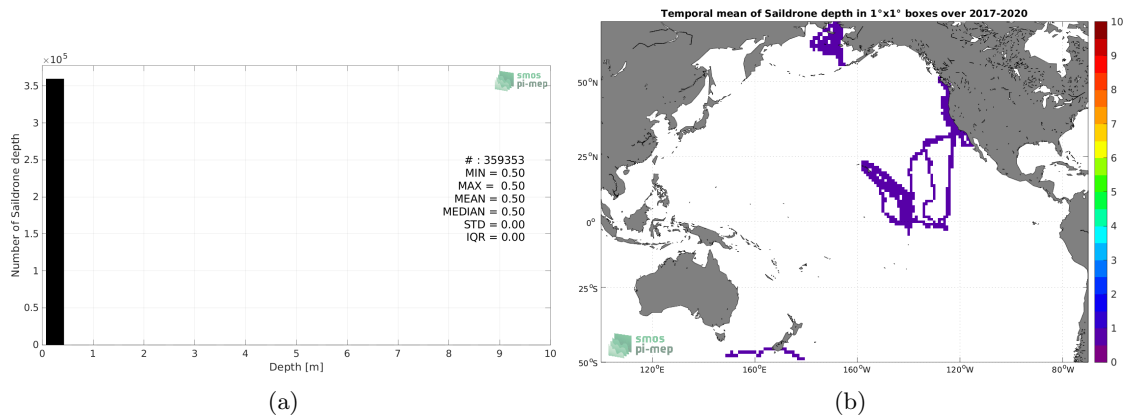 ×10⁵
3.5
3
2.5
2
1.5
1
0.5
0
Number of Saildrone depth
smos
pi-mep
# : 359353
MIN = 0.50
MAX = 0.50
MEAN = 0.50
MEDIAN = 0.50
STD = 0.00
IQR = 0.00
0 1 2 3 4 5 6 7 8 9 10
Depth [m]
(a)
Temporal mean of Saildrone depth in 1°x1° boxes over 2017-2020
50°N
25°N
0°
25°S
50°S
smos
pi-mep
120°E 160°E 160°W 120°W 80°W
10
9
8
7
6
5
4
3
2
1
0
(b)